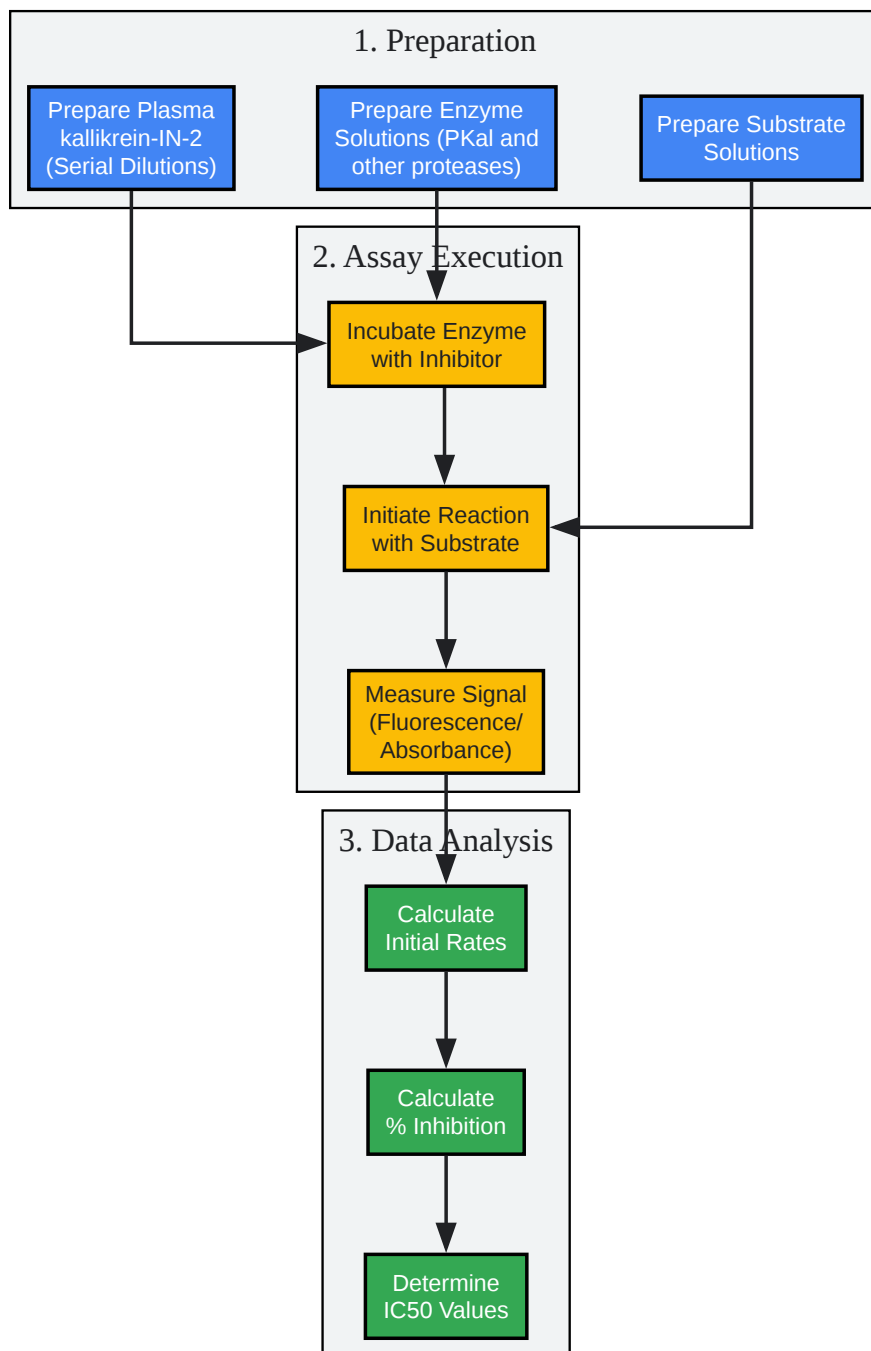 1. Preparation
Prepare Plasma
kallikrein-IN-2
(Serial Dilutions)
Prepare Enzyme
Solutions (PKal and
other proteases)
Prepare Substrate
Solutions
2. Assay Execution
Incubate Enzyme
with Inhibitor
Initiate Reaction
with Substrate
Measure Signal
(Fluorescence/
Absorbance)
3. Data Analysis
Calculate
Initial Rates
Calculate
% Inhibition
Determine
IC50 Values